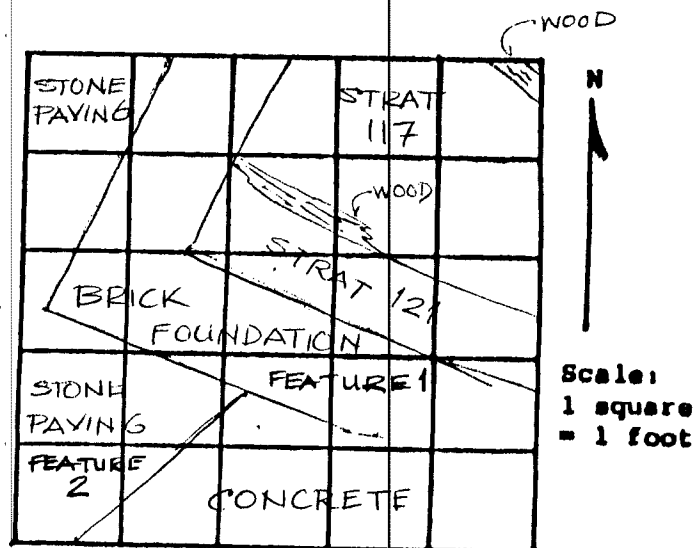 WOOD
STONE
PAVING
STRAT
117
N
WOOD
STRAT 121
BRICK
FOUNDATION
FEATURE 1
Scale:
1 square
= 1 foot
STONE
PAVING
FEATURE
2
CONCRETE